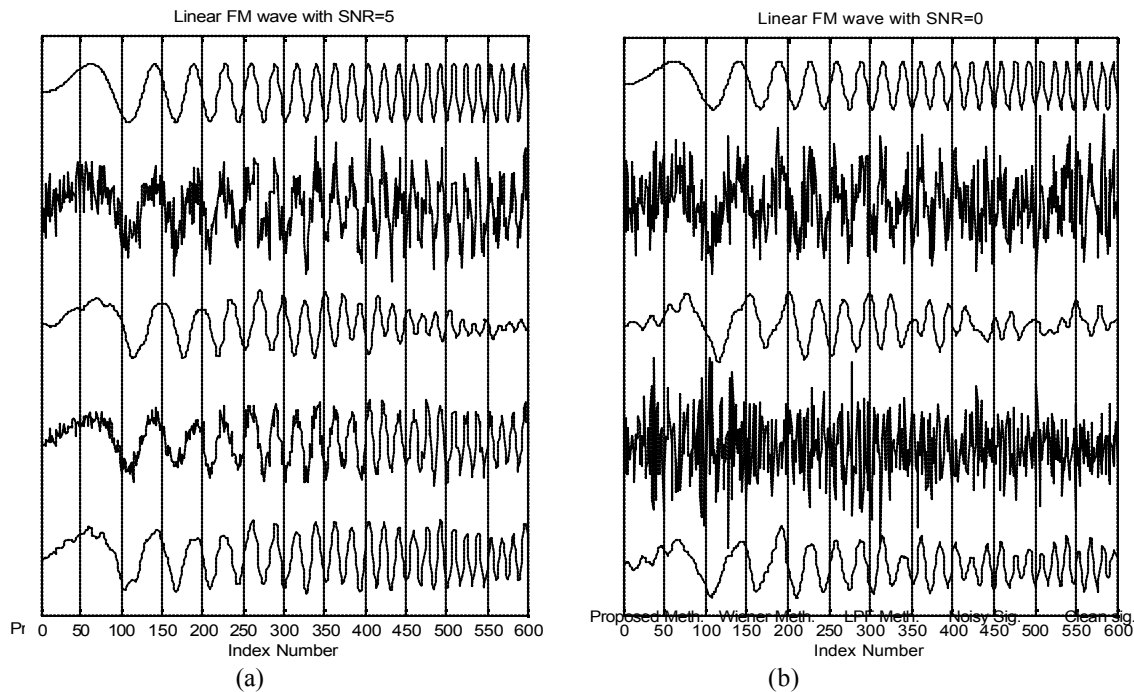 Linear FM wave with SNR=5
Linear FM wave with SNR=0
Pr 0 50 100 150 200 250 300 350 400 450 500 550 600
Index Number
Proposed Meth. Wiener Meth. LPF Meth. Noisy Sig. Clean sig.
0 50 100 150 200 250 300 350 400 450 500 550 600
Index Number
(a)
(b)